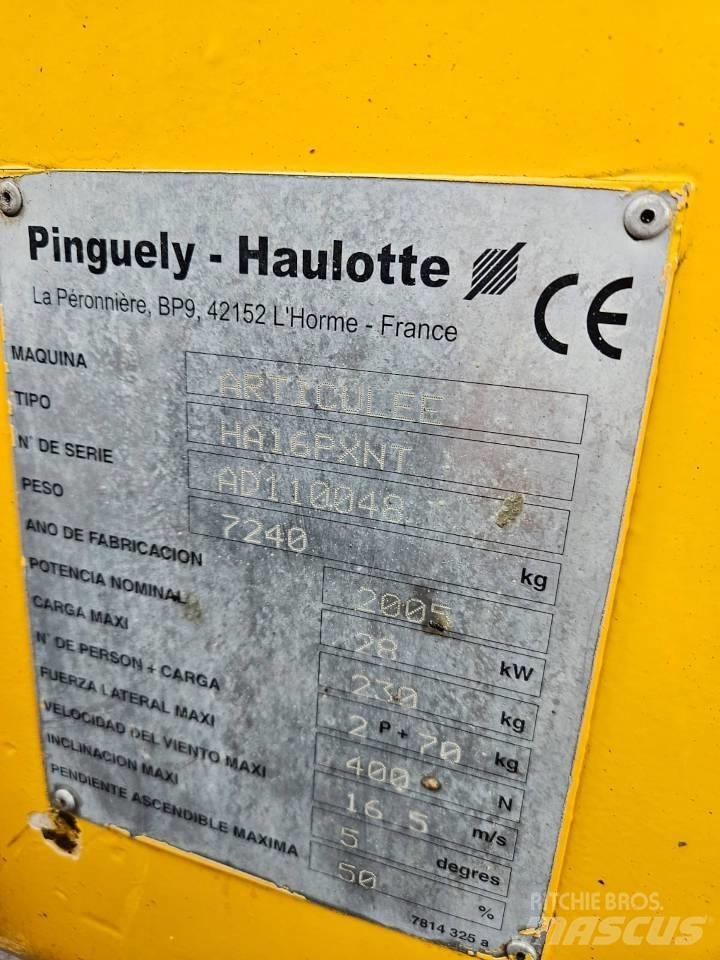 Pinguely - Haulotte
CE
La Péronnière, BP9, 42152 L'Horme - France
MAQUINA ARTICULEE
TIPO HA16PXNT
N° DE SERIE AD110048
PESO 7240 kg
ANO DE FABRICACION 2005
POTENCIA NOMINAL 28 kW
CARGA MAXI 230 kg
N° DE PERSON + CARGA 2 P + 70 kg
FUERZA LATERAL MAXI 400 N
VELOCIDAD DEL VIENTO MAXI 16 5 m/s
INCLINACION MAXI 5 degres
PENDIENTE ASCENDIBLE MAXIMA 50 %
7814 325 a
RITCHIE BROS.
MASCUS